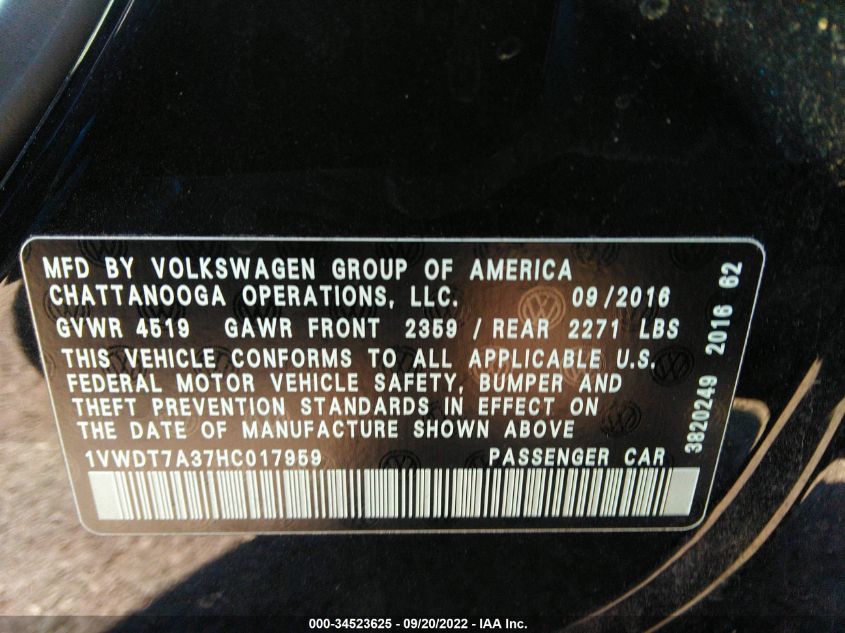 MFD BY VOLKSWAGEN GROUP OF AMERICA
CHATTANOOGA OPERATIONS, LLC. 09/2016
GVWR 4519 GAWR FRONT 2359 / REAR 2271 LBS
THIS VEHICLE CONFORMS TO ALL APPLICABLE U.S.
FEDERAL MOTOR VEHICLE SAFETY, BUMPER AND
THEFT PREVENTION STANDARDS IN EFFECT ON
THE DATE OF MANUFACTURE SHOWN ABOVE
1VWDT7A37HC017959 PASSENGER CAR
3820249 2016 62
000-34523625 - 09/20/2022 - IAA Inc.